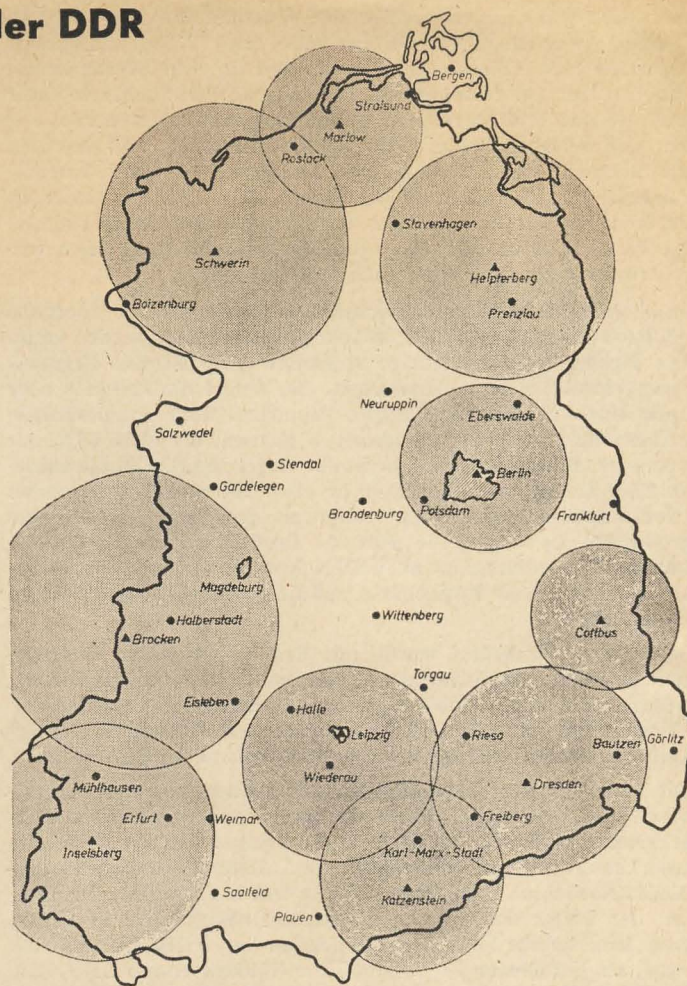 der DDR
Bergen
Stralsund
Marlow
Rostock
Stavenhagen
Schwerin
Helpterberg
Boizenburg
Prenzlau
Neuruppin
Eberswalde
Salzwedel
Stendal
Berlin
Gardelegen
Brandenburg
Potsdam
Frankfurt
Magdeburg
Halberstadt
Wittenberg
Cottbus
Brocken
Torgau
Eisleben
Halle
Leipzig
Riesa
Bautzen
Görlitz
Wiederau
Mühlhausen
Dresden
Erfurt
Weimar
Freiberg
Inselsberg
Karl-Marx-Stadt
Saalfeld
Katzenstein
Plauen